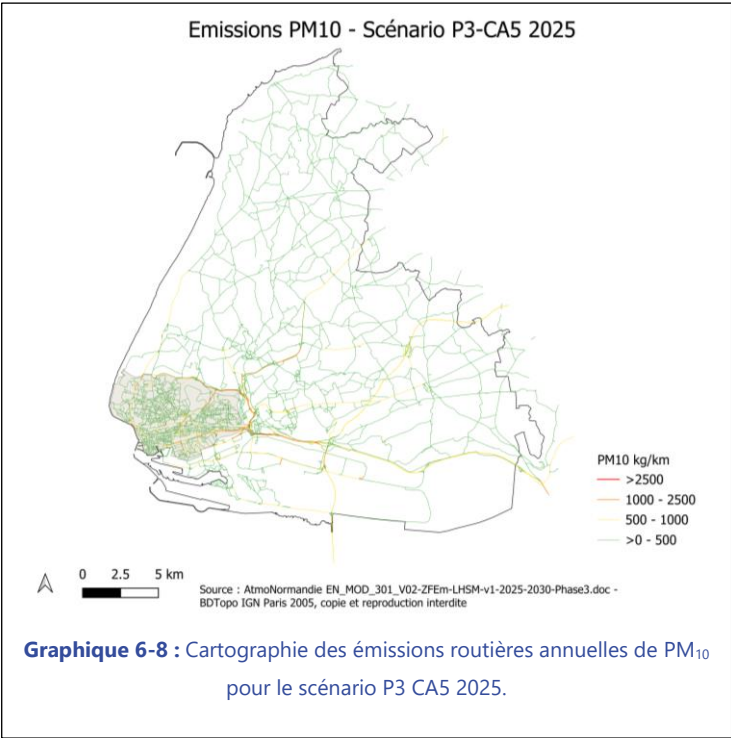 Emissions PM10 - Scénario P3-CA5 2025
PM10 kg/km
>2500
1000 - 2500
500 - 1000
>0 - 500
0 2.5 5 km
Source : AtmoNormandie EN_MOD_301_V02-ZFEm-LHSM-v1-2025-2030-Phase3.doc -
BDTopo IGN Paris 2005, copie et reproduction interdite
Graphique 6-8 : Cartographie des émissions routières annuelles de PM₁₀
pour le scénario P3 CA5 2025.